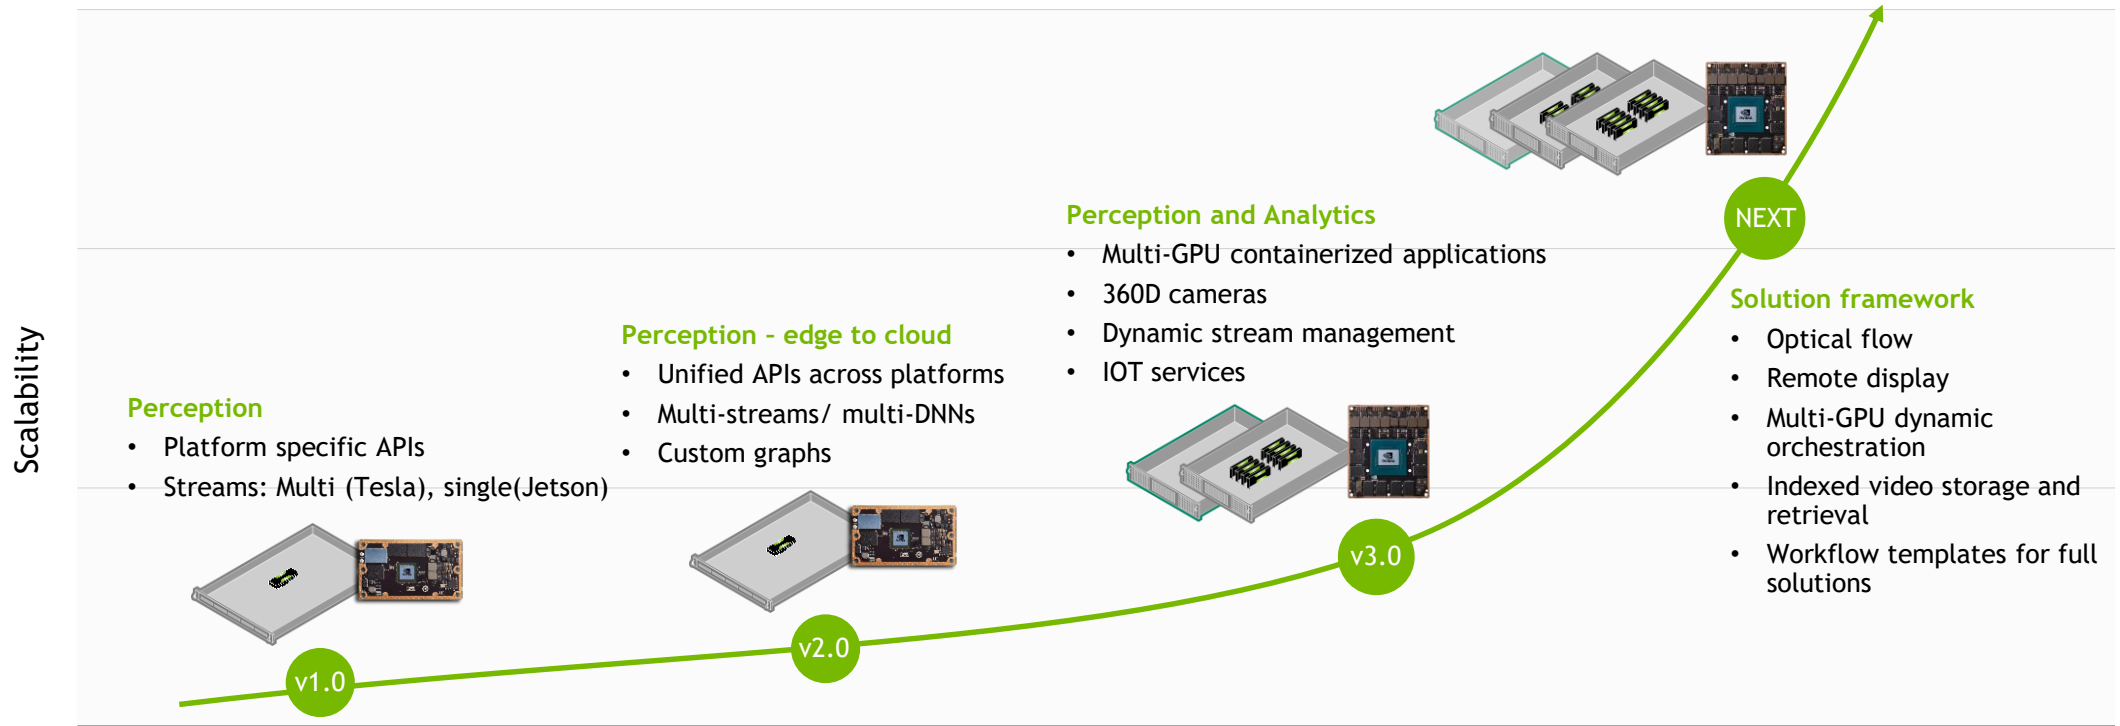 Scalability
Perception
• Platform specific APIs
• Streams: Multi (Tesla), single(Jetson)
v1.0
Perception – edge to cloud
• Unified APIs across platforms
• Multi-streams/ multi-DNNs
• Custom graphs
v2.0
Perception and Analytics
• Multi-GPU containerized applications
• 360D cameras
• Dynamic stream management
• IOT services
v3.0
NEXT
Solution framework
• Optical flow
• Remote display
• Multi-GPU dynamic
orchestration
• Indexed video storage and
retrieval
• Workflow templates for full
solutions